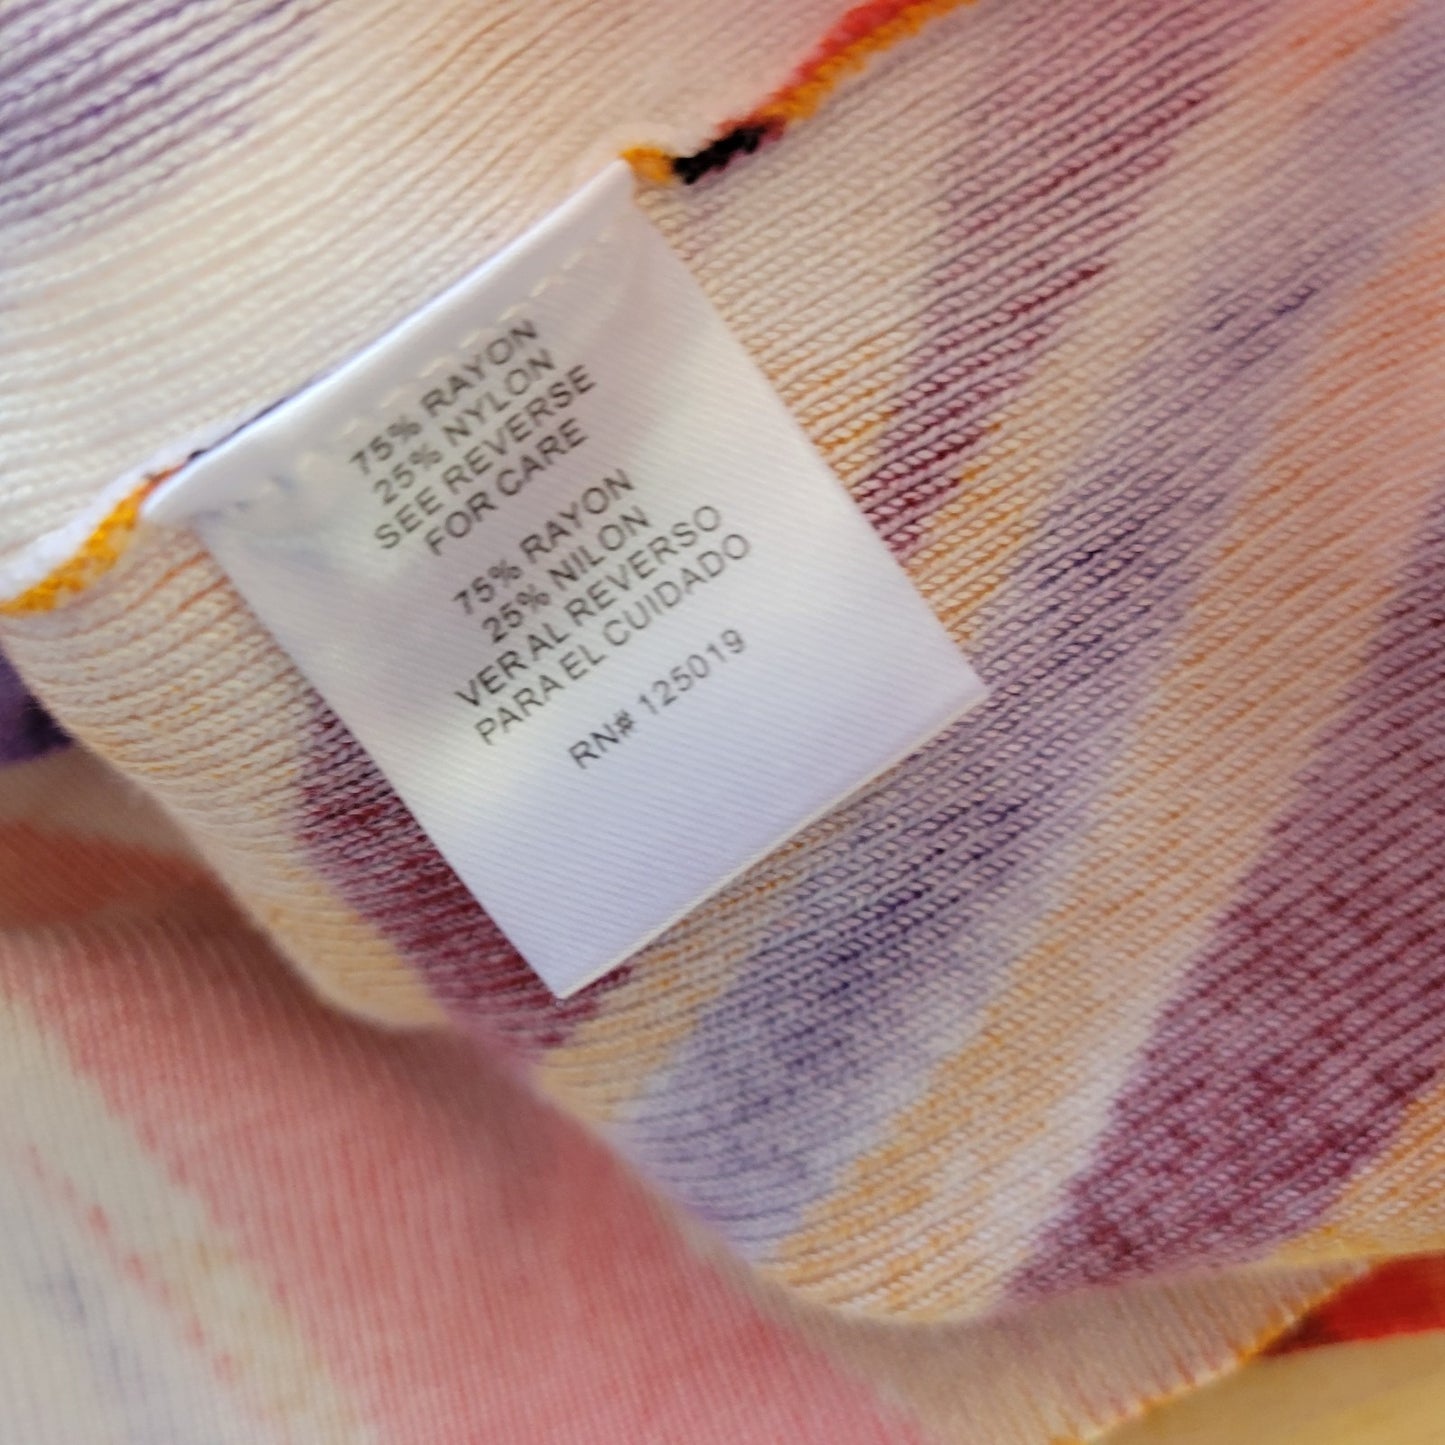 75% RAYON
25% NYLON
SEE REVERSE
FOR CARE
75% RAYON
25% NILON
VER AL REVERSO
PARA EL CUIDADO
RN# 125019